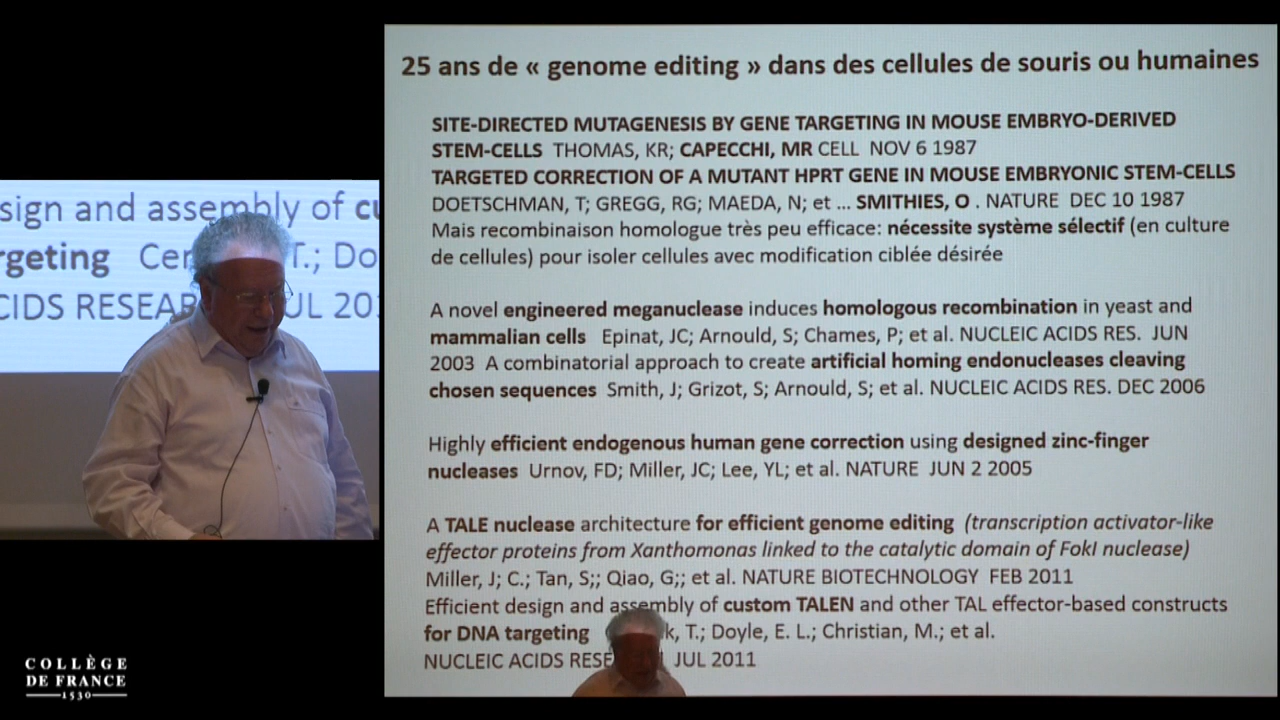 25 ans de « genome editing » dans des cellules de souris ou humaines
SITE-DIRECTED MUTAGENESIS BY GENE TARGETING IN MOUSE EMBRYO-DERIVED
STEM-CELLS THOMAS, KR; CAPECCHI, MR CELL NOV 6 1987
TARGETED CORRECTION OF A MUTANT HPRT GENE IN MOUSE EMBRYONIC STEM-CELLS
DOETSCHMAN, T; GREGG, RG; MAEDA, N; et ... SMITHIES, O . NATURE DEC 10 1987
Mais recombinaison homologue très peu efficace: nécessite système sélectif (en culture
de cellules) pour isoler cellules avec modification ciblée désirée
A novel engineered meganuclease induces homologous recombination in yeast and
mammalian cells Epinat, JC; Arnould, S; Chames, P; et al. NUCLEIC ACIDS RES. JUN
2003 A combinatorial approach to create artificial homing endonucleases cleaving
chosen sequences Smith, J; Grizot, S; Arnould, S; et al. NUCLEIC ACIDS RES. DEC 2006
Highly efficient endogenous human gene correction using designed zinc-finger
nucleases Urnov, FD; Miller, JC; Lee, YL; et al. NATURE JUN 2 2005
A TALE nuclease architecture for efficient genome editing (transcription activator-like
effector proteins from Xanthomonas linked to the catalytic domain of FokI nuclease)
Miller, J; C.; Tan, S;; Qiao, G;; et al. NATURE BIOTECHNOLOGY FEB 2011
Efficient design and assembly of custom TALEN and other TAL effector-based constructs
for DNA targeting k, T.; Doyle, E. L.; Christian, M.; et al.
NUCLEIC ACIDS RESE JUL 2011
sign and assembly of cu
rgeting Cer T.; Do
CIDS RESEAR UL 201
COLLÈGE
DE FRANCE
1530